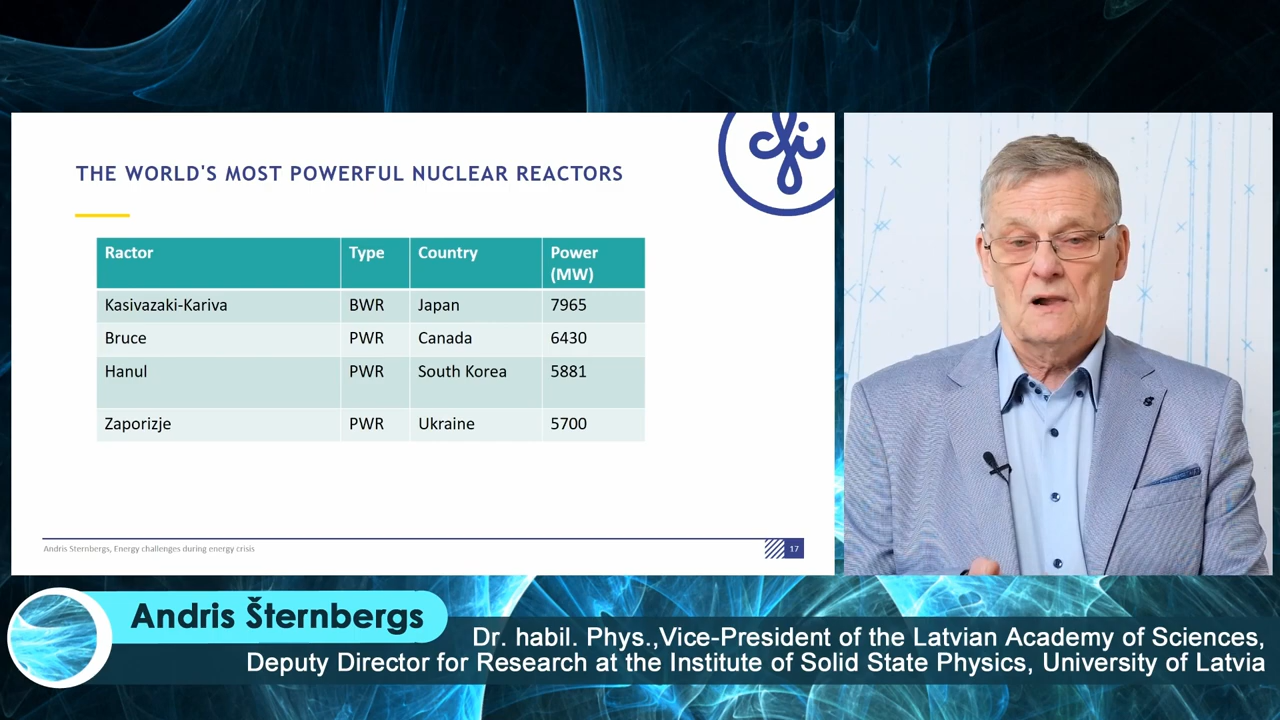 THE WORLD'S MOST POWERFUL NUCLEAR REACTORS
Ractor Type Country Power
(MW)
Kasivazaki-Kariva BWR Japan 7965
Bruce PWR Canada 6430
Hanul PWR South Korea 5881
Zaporizje PWR Ukraine 5700
Andris Sternbergs, Energy challenges during energy crisis 17
Andris Šternbergs
Dr. habil. Phys.,Vice-President of the Latvian Academy of Sciences,
Deputy Director for Research at the Institute of Solid State Physics, University of Latvia